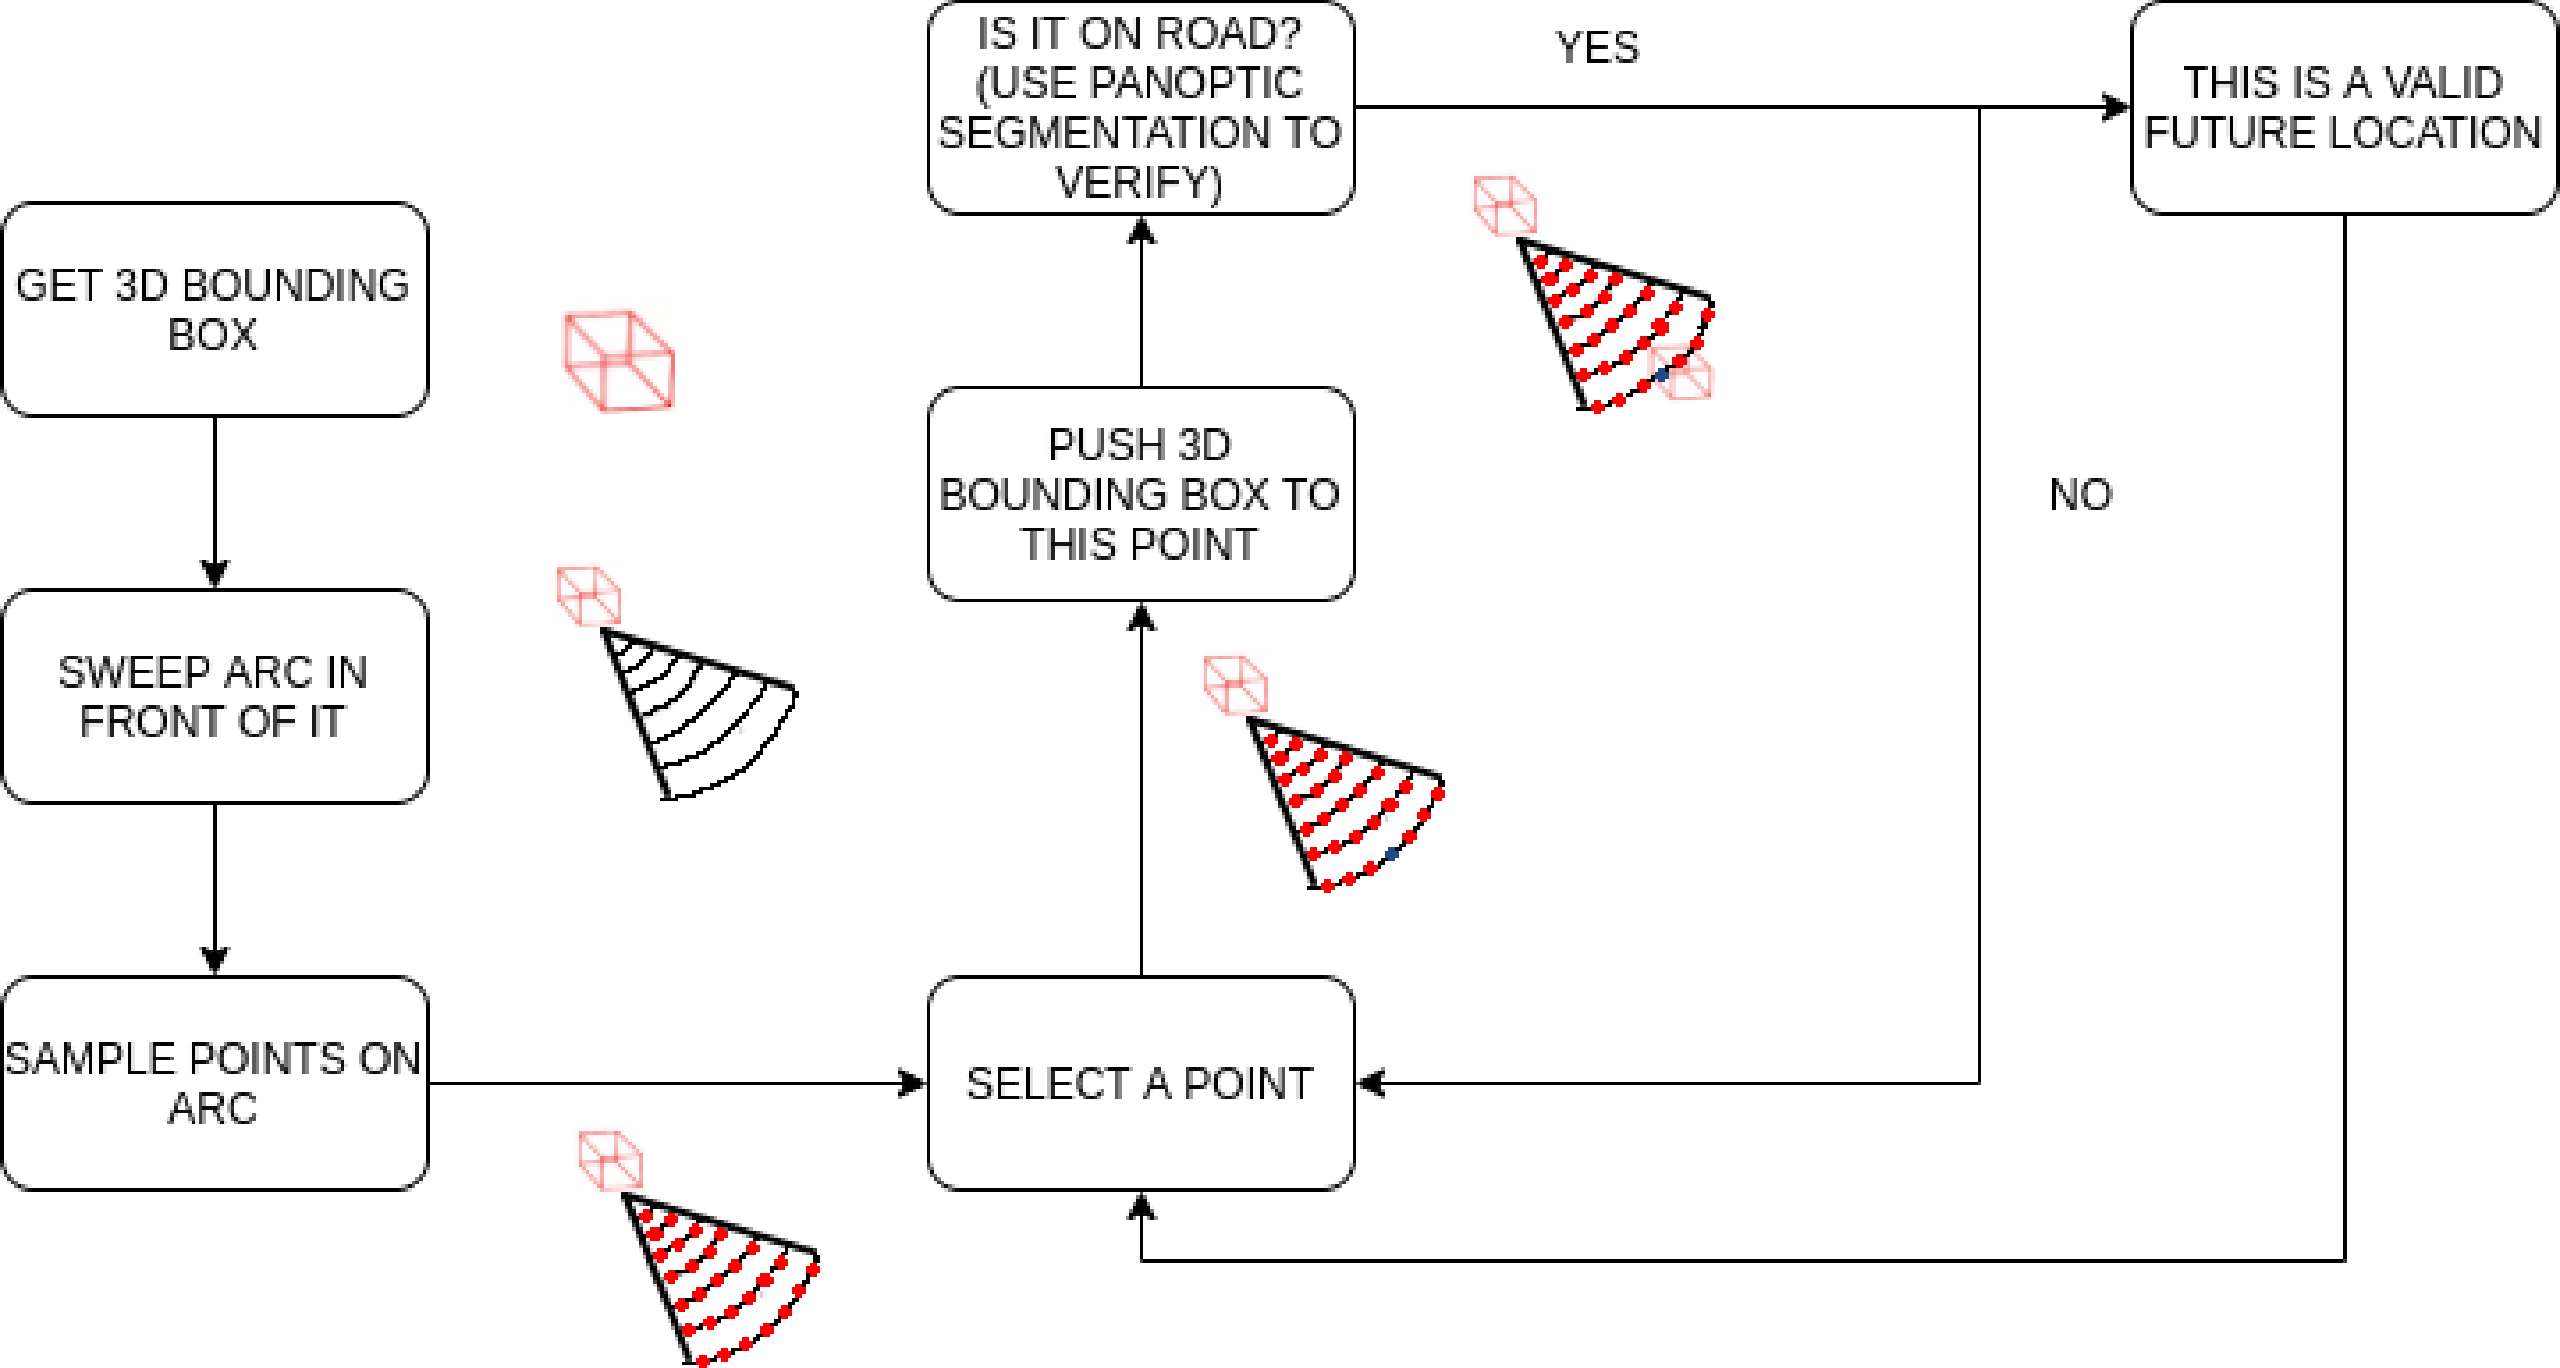 GET 3D BOUNDING
BOX
SWEEP ARC IN
FRONT OF IT
SAMPLE POINTS ON
ARC
SELECT A POINT
PUSH 3D
BOUNDING BOX TO
THIS POINT
IS IT ON ROAD?
(USE PANOPTIC
SEGMENTATION TO
VERIFY)
YES
NO
THIS IS A VALID
FUTURE LOCATION